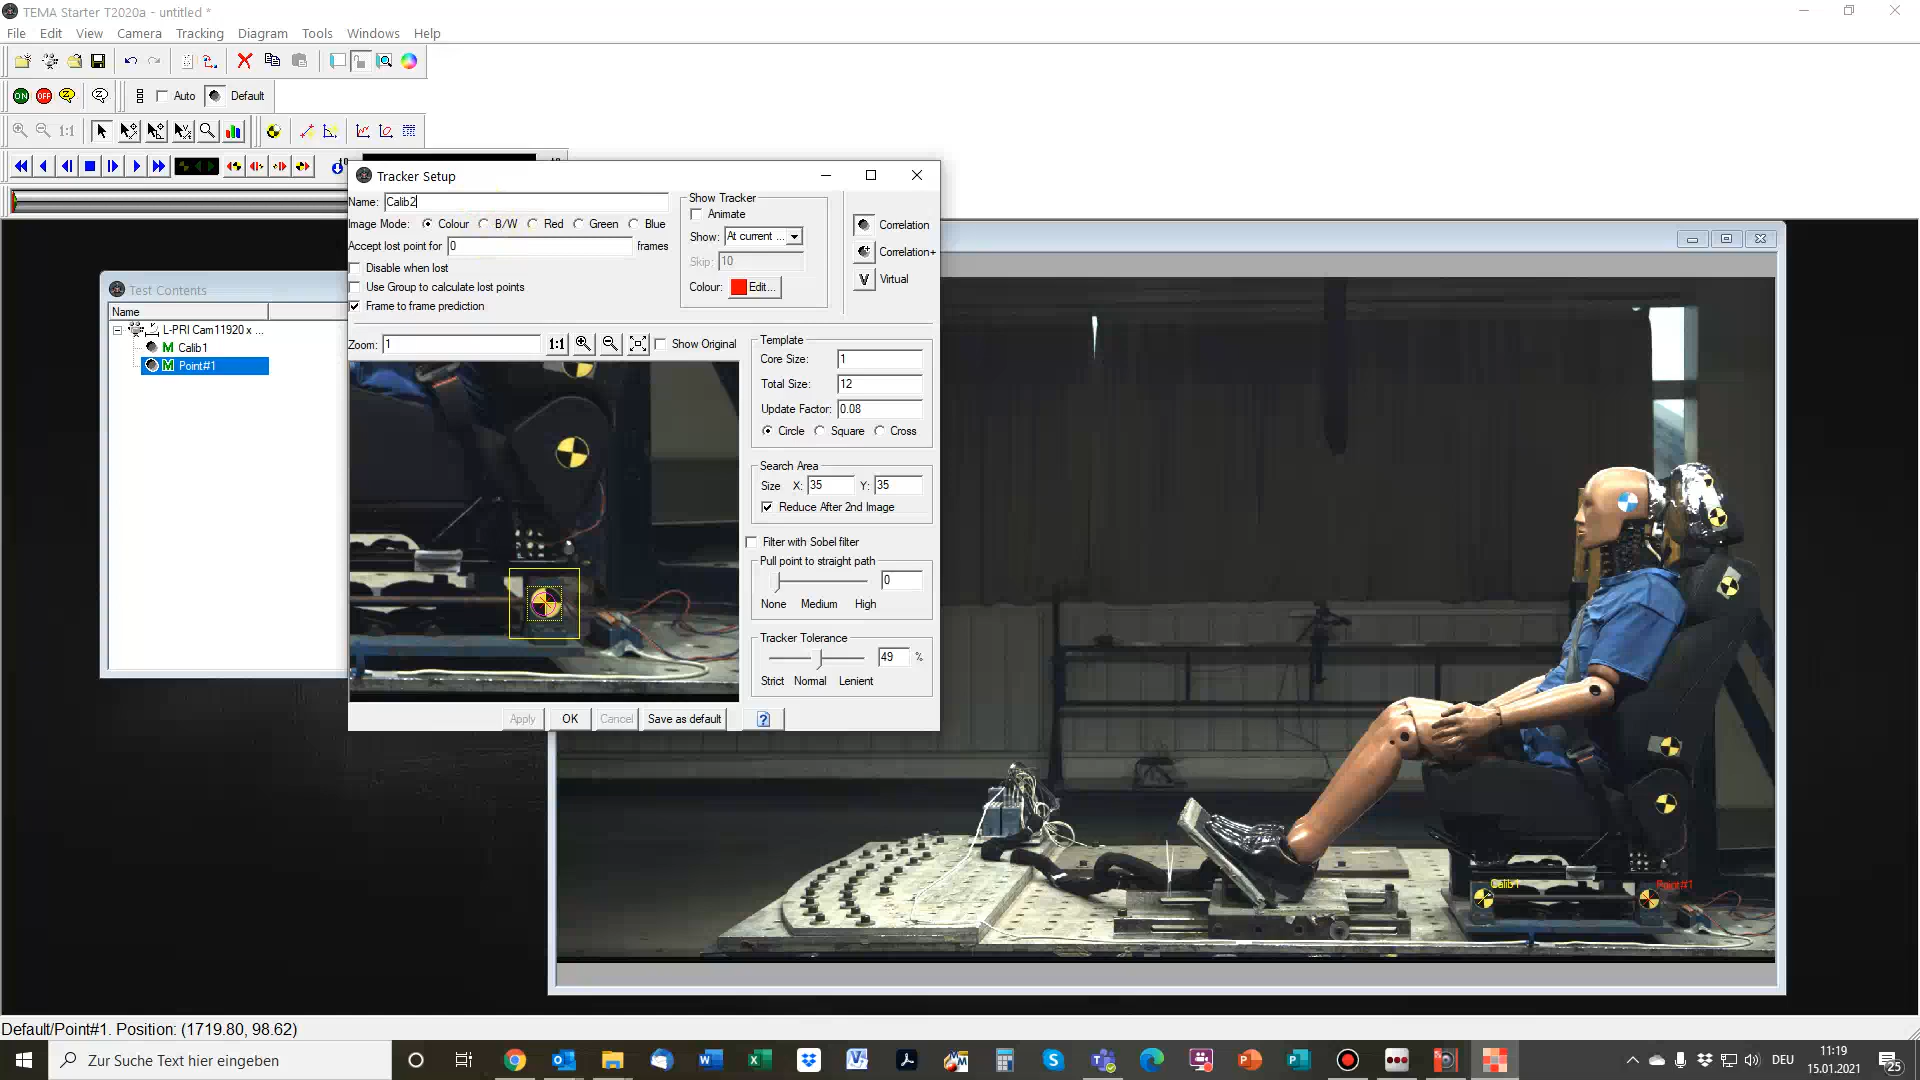 TEMA Starter T2020a - untitled *
File Edit View Camera Tracking Diagram Tools Windows Help
ON OFF Z Z Auto Default
1:1
Tracker Setup
Name: Calib2
Image Mode: Colour B/W Red Green Blue
Accept lost point for 0 frames
Disable when lost
Use Group to calculate lost points
Frame to frame prediction
Show Tracker
Animate
Show: At current ...
Skip: 10
Colour: Edit...
Correlation
Correlation+
V Virtual
Zoom: 1 1:1 Show Original
Template
Core Size: 1
Total Size: 12
Update Factor: 0.08
Circle Square Cross
Search Area
Size X: 35 Y: 35
Reduce After 2nd Image
Filter with Sobel filter
Pull point to straight path
0
None Medium High
Tracker Tolerance
49 %
Strict Normal Lenient
Apply OK Cancel Save as default ?
Test Contents
Name
L-PRI Cam11920 x ...
M Calib1
M Point#1
Calib1
Point#1
Default/Point#1. Position: (1719.80, 98.62)
Zur Suche Text hier eingeben
DEU
11:19
15.01.2021
25